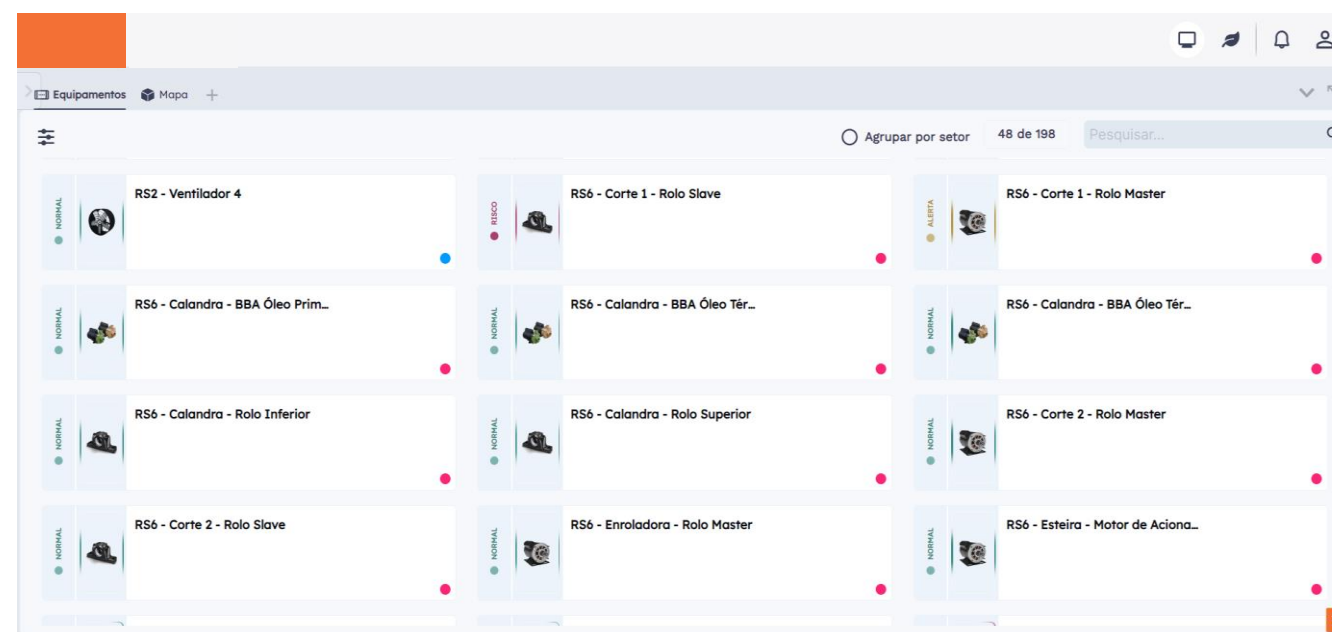 Equipamentos Mapa
Agrupar por setor 48 de 198 Pesquisar...
NORMAL RS2 - Ventilador 4
RISCO RS6 - Corte 1 - Rolo Slave
ALERTA RS6 - Corte 1 - Rolo Master
NORMAL RS6 - Calandra - BBA Óleo Prim...
NORMAL RS6 - Calandra - BBA Óleo Tér...
NORMAL RS6 - Calandra - BBA Óleo Tér...
NORMAL RS6 - Calandra - Rolo Inferior
NORMAL RS6 - Calandra - Rolo Superior
NORMAL RS6 - Corte 2 - Rolo Master
NORMAL RS6 - Corte 2 - Rolo Slave
NORMAL RS6 - Enroladora - Rolo Master
NORMAL RS6 - Esteira - Motor de Aciona...